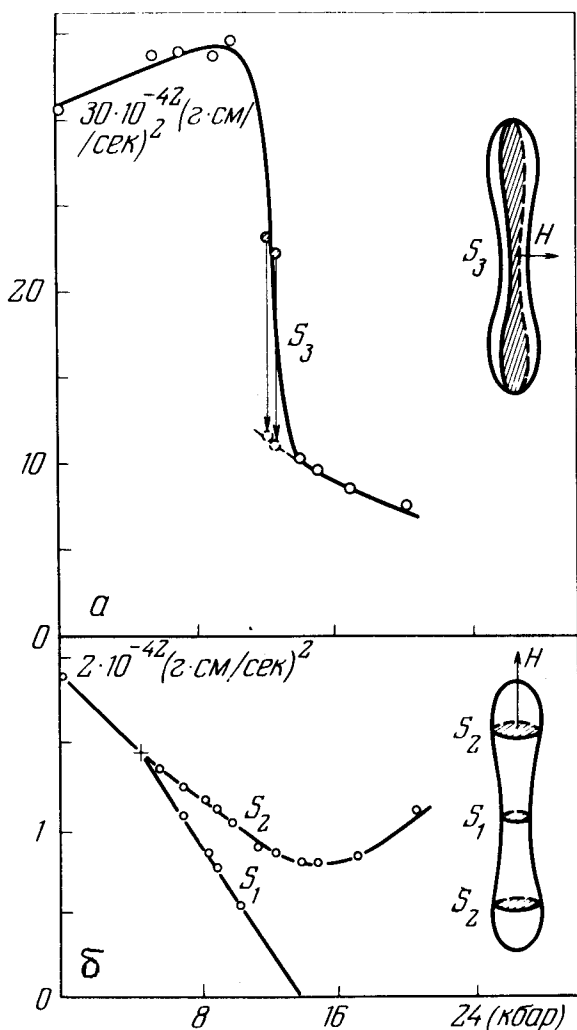 30·10⁻⁴² (г·см/
/сек)²
H
S₃
20
S₃
10
а
0
2·10⁻⁴² (г·см/сек)²
H
S₂
S₁
S₂
1
S₂
S₁
б
0
8
16
24 (кбар)